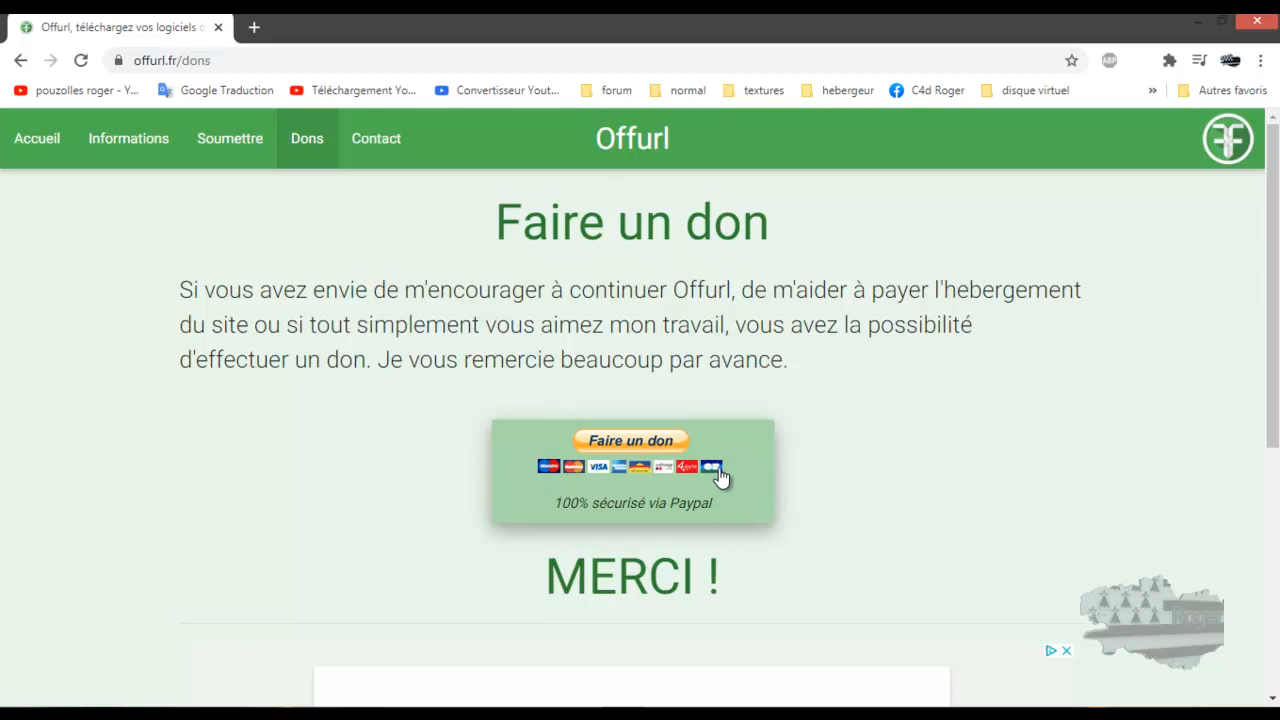 Offurl, téléchargez vos logiciels
offurl.fr/dons
ABP
pouzolles roger - Y...
Google Traduction
Téléchargement Yo...
Convertisseur Yout...
forum
normal
textures
hebergeur
C4d Roger
disque virtuel
»
Autres favoris
Accueil
Informations
Soumettre
Dons
Contact
Offurl
Faire un don
Si vous avez envie de m'encourager à continuer Offurl, de m'aider à payer l'hebergement
du site ou si tout simplement vous aimez mon travail, vous avez la possibilité
d'effectuer un don. Je vous remercie beaucoup par avance.
Faire un don
VISA
100% sécurisé via Paypal
MERCI !
Roger